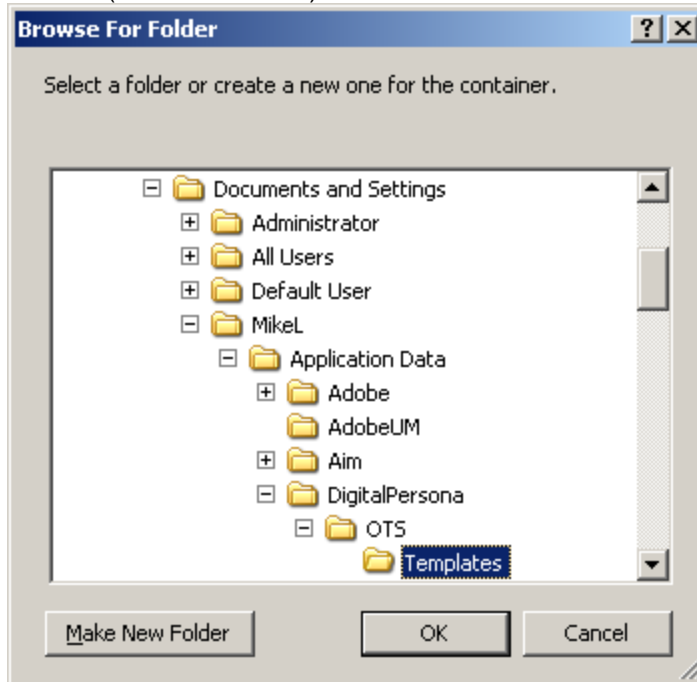 Browse For Folder
Select a folder or create a new one for the container.
Documents and Settings
Administrator
All Users
Default User
MikeL
Application Data
Adobe
AdobeUM
Aim
DigitalPersona
OTS
Templates
Make New Folder OK Cancel